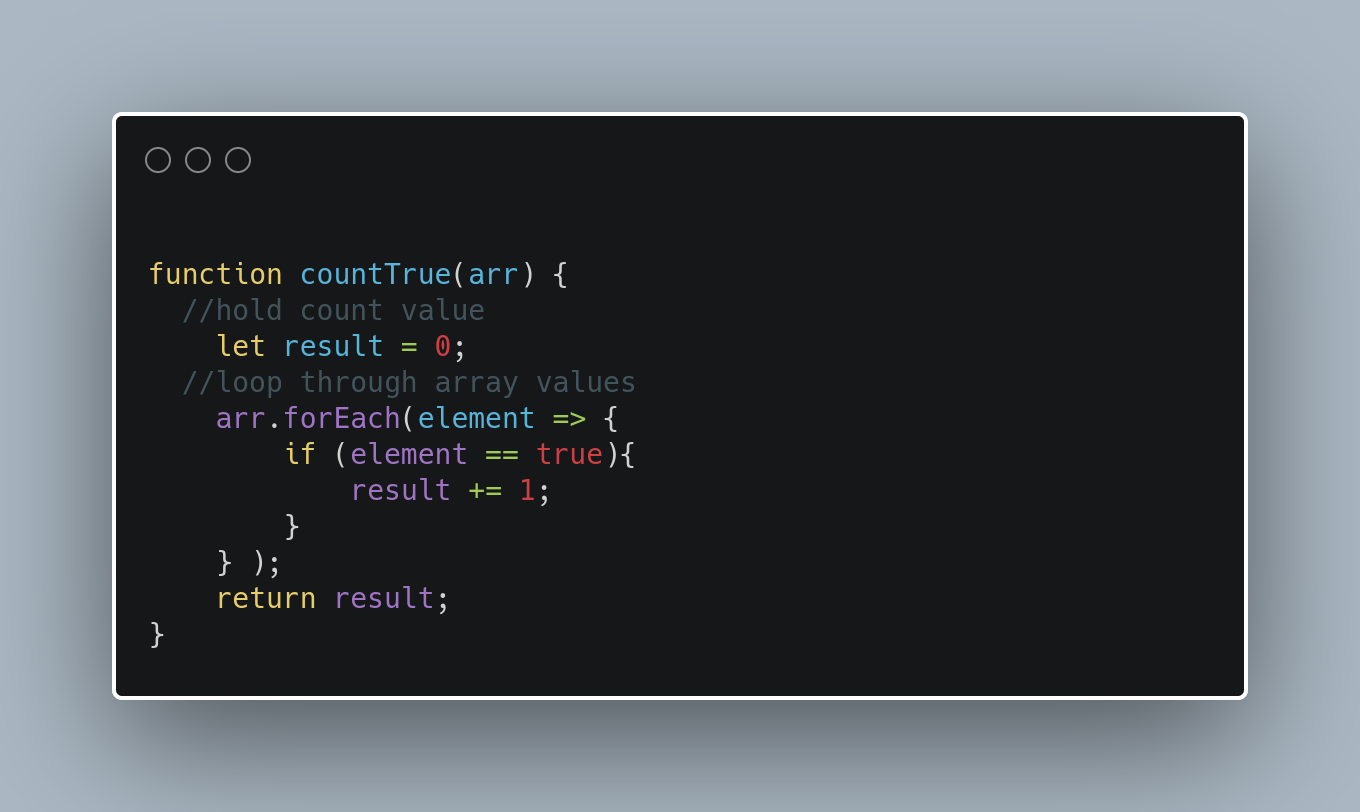 function countTrue(arr) {
  //hold count value
    let result = 0;
  //loop through array values
    arr.forEach(element => {
        if (element == true){
            result += 1;
        }
    } );
    return result;
}